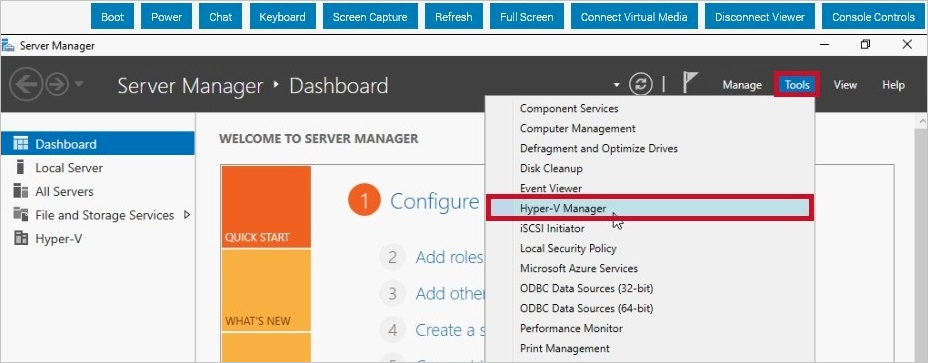 Boot Power Chat Keyboard Screen Capture Refresh Full Screen Connect Virtual Media Disconnect Viewer Console Controls
Server Manager
Server Manager Dashboard
Manage Tools View Help
Dashboard
Local Server
All Servers
File and Storage Services
Hyper-V
WELCOME TO SERVER MANAGER
QUICK START
WHAT'S NEW
1 Configure
2 Add roles
3 Add other
4 Create a s
Component Services
Computer Management
Defragment and Optimize Drives
Disk Cleanup
Event Viewer
Hyper-V Manager
iSCSI Initiator
Local Security Policy
Microsoft Azure Services
ODBC Data Sources (32-bit)
ODBC Data Sources (64-bit)
Performance Monitor
Print Management